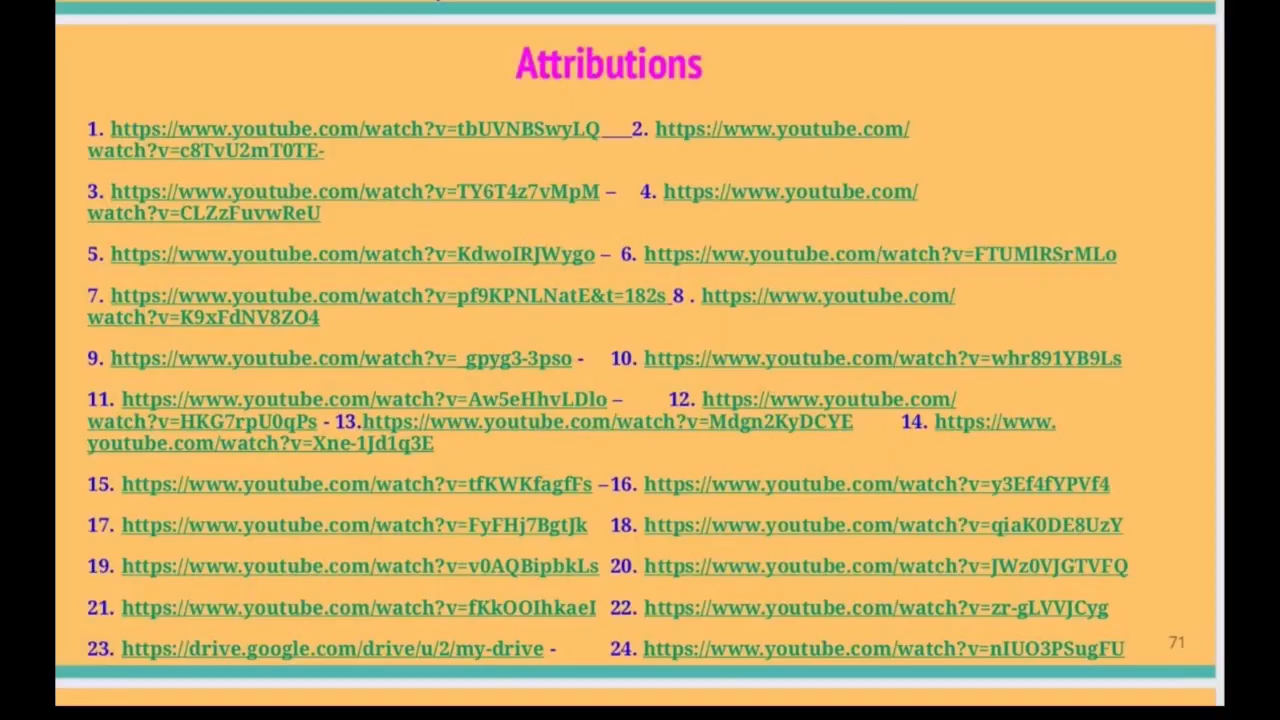 Attributions
1. https://www.youtube.com/watch?v=tbUVNBSwyLQ___2. https://www.youtube.com/
watch?v=c8TvU2mT0TE-
3. https://www.youtube.com/watch?v=TY6T4z7vMpM – 4. https://www.youtube.com/
watch?v=CLZzFuvwReU
5. https://www.youtube.com/watch?v=KdwoIRJWygo – 6. https://ww.youtube.com/watch?v=FTUMlRSrMLo
7. https://www.youtube.com/watch?v=pf9KPNLNatE&t=182s 8 . https://www.youtube.com/
watch?v=K9xFdNV8ZO4
9. https://www.youtube.com/watch?v=_gpyg3-3pso - 10. https://www.youtube.com/watch?v=whr891YB9Ls
11. https://www.youtube.com/watch?v=Aw5eHhvLDlo – 12. https://www.youtube.com/
watch?v=HKG7rpU0qPs - 13.https://www.youtube.com/watch?v=Mdgn2KyDCYE 14. https://www.
youtube.com/watch?v=Xne-1Jd1q3E
15. https://www.youtube.com/watch?v=tfKWKfagfFs –16. https://www.youtube.com/watch?v=y3Ef4fYPVf4
17. https://www.youtube.com/watch?v=FyFHj7BgtJk 18. https://www.youtube.com/watch?v=qiaK0DE8UzY
19. https://www.youtube.com/watch?v=v0AQBipbkLs 20. https://www.youtube.com/watch?v=JWz0VJGTVFQ
21. https://www.youtube.com/watch?v=fKkOOIhkaeI 22. https://www.youtube.com/watch?v=zr-gLVVJCyg
23. https://drive.google.com/drive/u/2/my-drive - 24. https://www.youtube.com/watch?v=nIUO3PSugFU
71